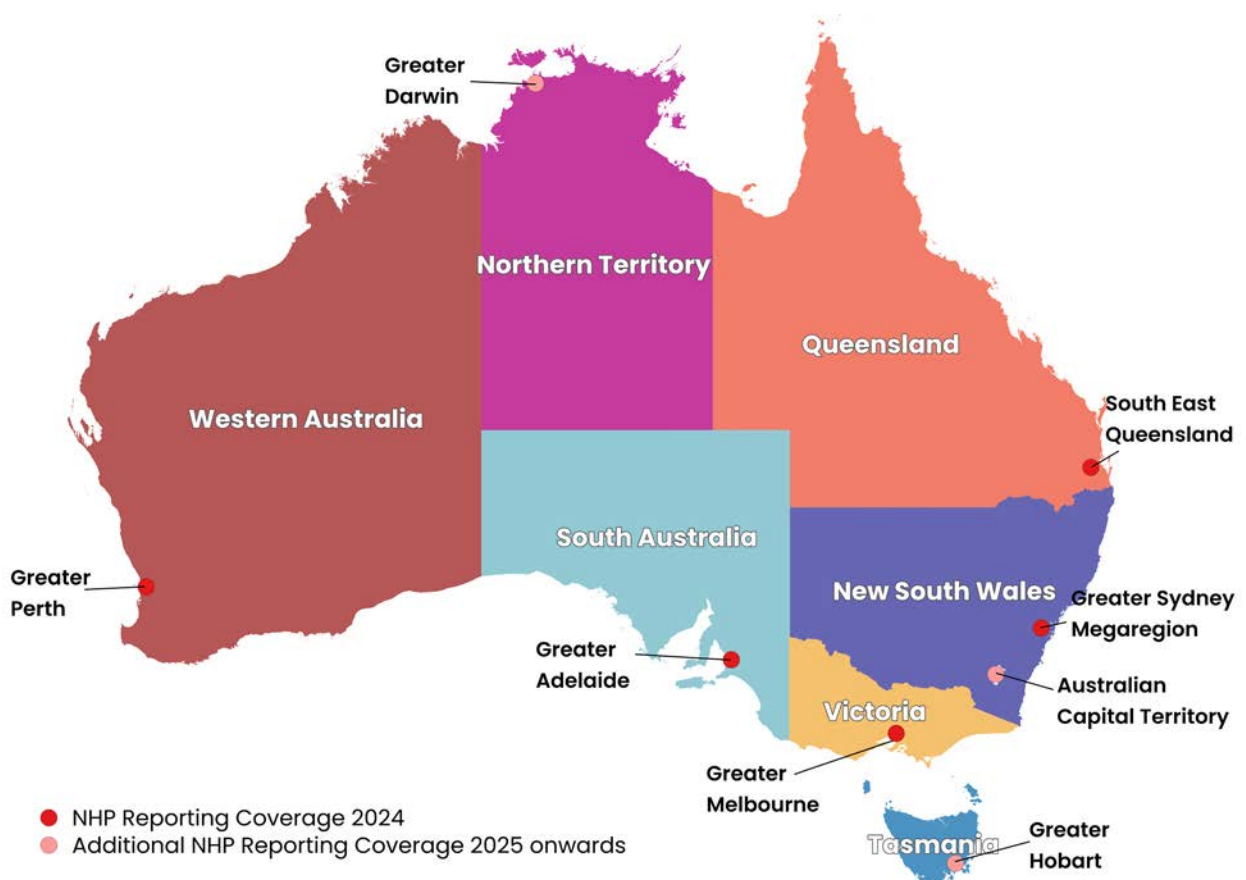 Greater
Darwin
Northern Territory
Queensland
Western Australia
South East
Queensland
South Australia
Greater
Perth
New South Wales
Greater Sydney
Megaregion
Greater
Adelaide
Australian
Capital Territory
Victoria
Greater
Melbourne
NHP Reporting Coverage 2024
Additional NHP Reporting Coverage 2025 onwards
Tasmania
Greater
Hobart